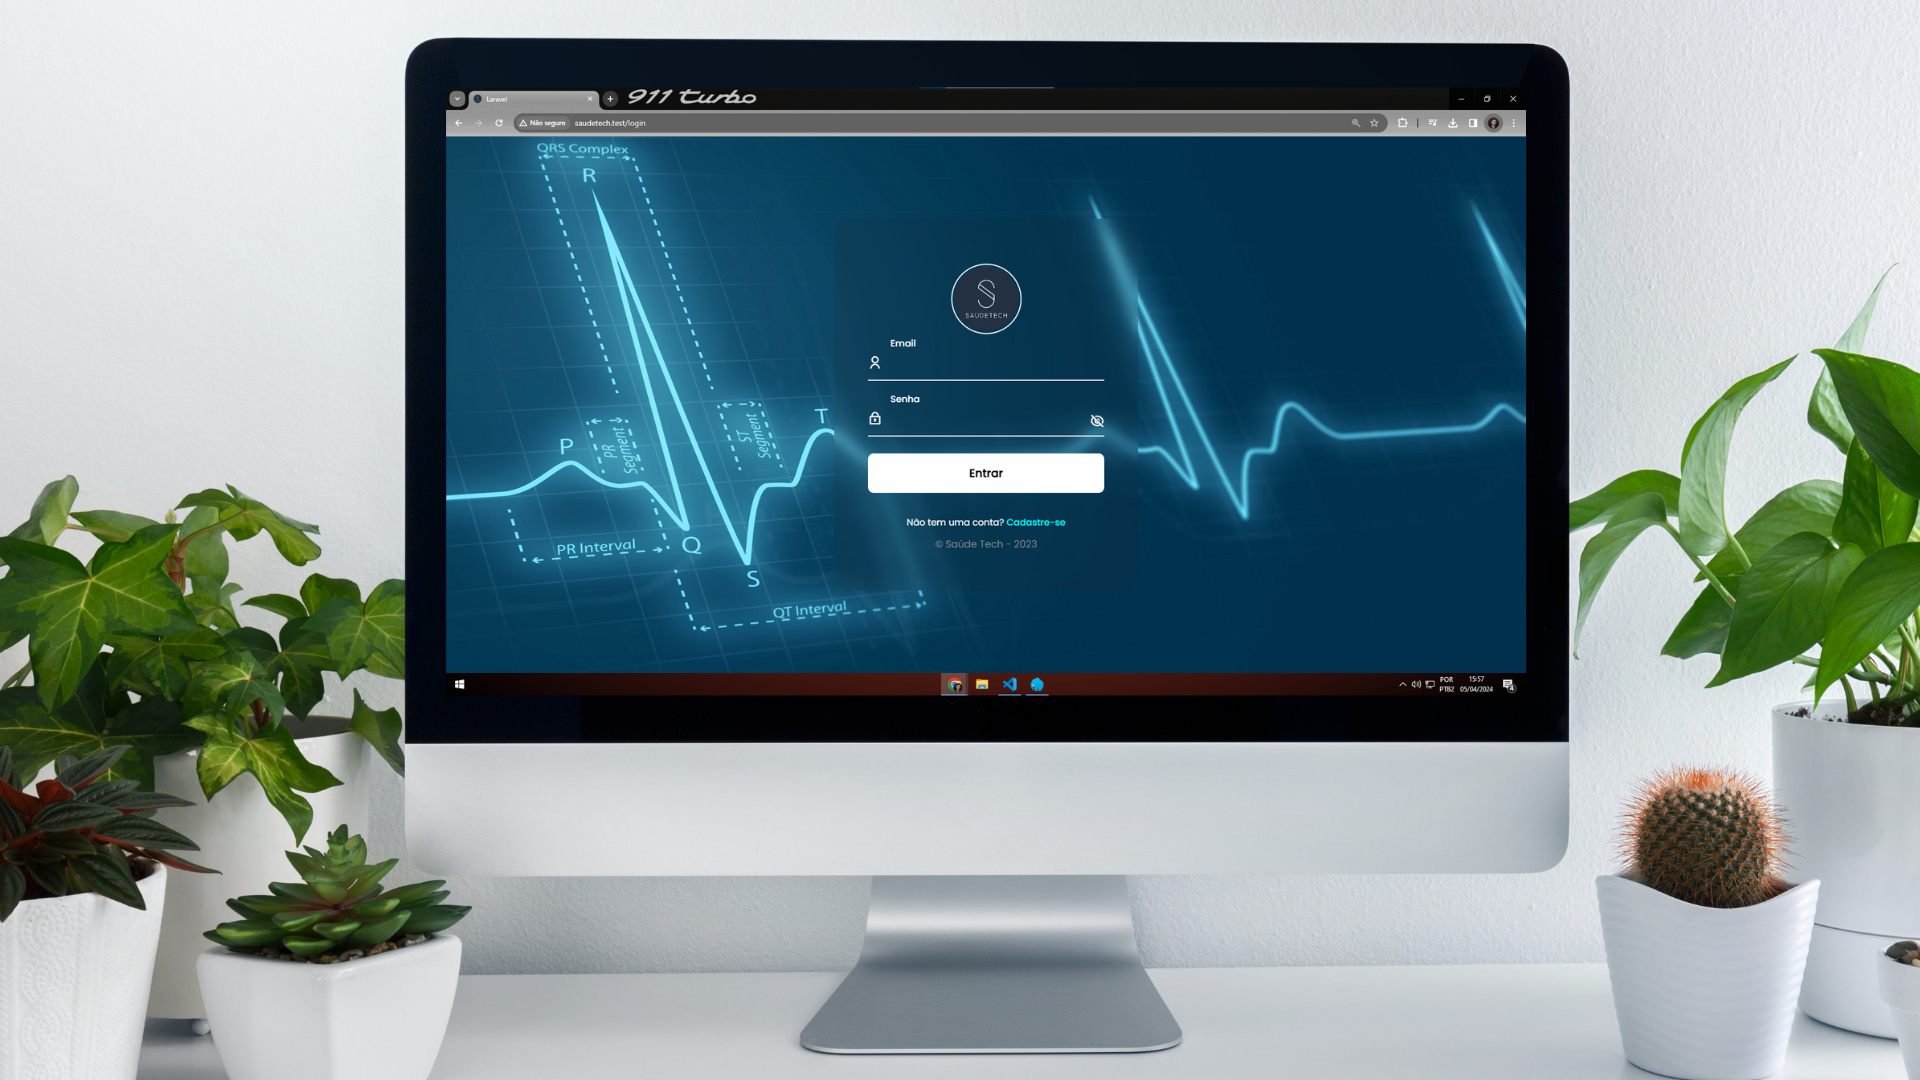 Laravel
911 turbo
Não seguro
saudetech.test/login
QRS Complex
R
P
PR
Segment
ST
Segment
T
PR Interval
Q
S
QT Interval
S
SAÚDETECH
Email
Senha
Entrar
Não tem uma conta? Cadastre-se
© Saúde Tech - 2023
POR
PTB2
15:57
05/04/2024
4